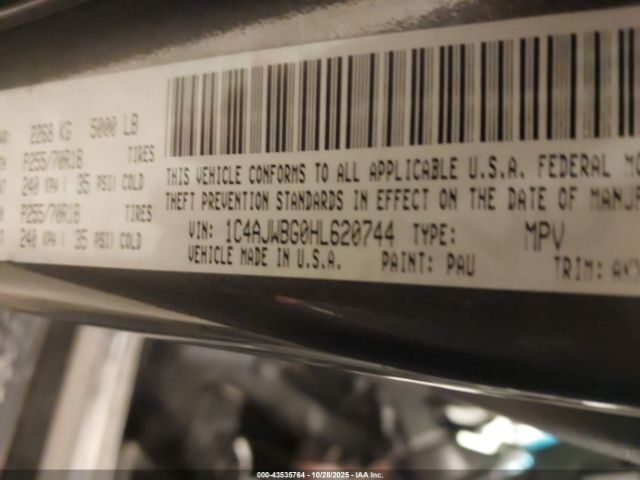 2268 KG 5000 LB
P255/70R18 TIRES
240 KPA ( 35 PSI) COLD
P255/70R18 TIRES
240 KPA ( 35 PSI) COLD
THIS VEHICLE CONFORMS TO ALL APPLICABLE U.S.A. FEDERAL
THEFT PREVENTION STANDARDS IN EFFECT ON THE DATE OF MANUF
VIN: 1C4AJWBG0HL620744 TYPE: MPV
VEHICLE MADE IN U.S.A. PAINT: PAU TRIM:
000-43535764 - 10/28/2025 - IAA Inc.